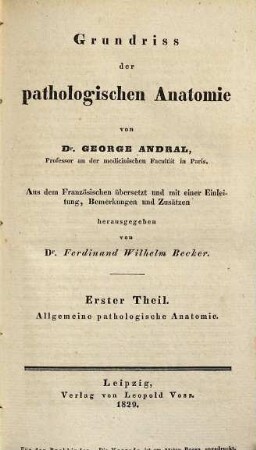 Grundriss
der
pathologischen Anatomie
von
Dr. GEORGE ANDRAL,
Professor an der medicinischen Facultät in Paris.
Aus dem Französischen übersetzt und mit einer Einlei-
tung, Bemerkungen und Zusätzen
herausgegeben
von
Dr. Ferdinand Wilhelm Becker.
Erster Theil.
Allgemeine pathologische Anatomie.
Leipzig,
Verlag von Leopold Voss.
1829.